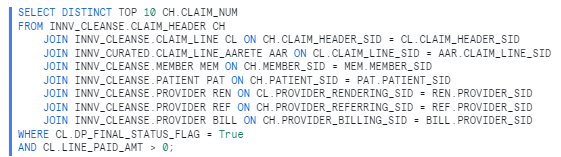 SELECT DISTINCT TOP 10 CH.CLAIM_NUM
FROM INNV_CLEANSE.CLAIM_HEADER CH
    JOIN INNV_CLEANSE.CLAIM_LINE CL ON CH.CLAIM_HEADER_SID = CL.CLAIM_HEADER_SID
    JOIN INNV_CURATED.CLAIM_LINE_AARETE AAR ON CL.CLAIM_LINE_SID = AAR.CLAIM_LINE_SID
    JOIN INNV_CLEANSE.MEMBER MEM ON CH.MEMBER_SID = MEM.MEMBER_SID
    JOIN INNV_CLEANSE.PATIENT PAT ON CH.PATIENT_SID = PAT.PATIENT_SID
    JOIN INNV_CLEANSE.PROVIDER REN ON CL.PROVIDER_RENDERING_SID = REN.PROVIDER_SID
    JOIN INNV_CLEANSE.PROVIDER REF ON CH.PROVIDER_REFERRING_SID = REF.PROVIDER_SID
    JOIN INNV_CLEANSE.PROVIDER BILL ON CH.PROVIDER_BILLING_SID = BILL.PROVIDER_SID
WHERE CL.DP_FINAL_STATUS_FLAG = True
AND CL.LINE_PAID_AMT > 0;